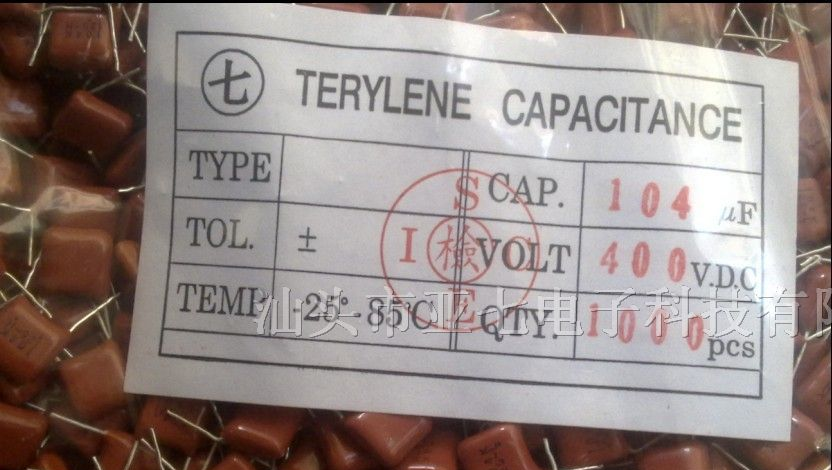 七 TERYLENE CAPACITANCE
TYPE CAP. 104 μF
TOL. ± VOLT 400 V.D.C
TEMP -25°-85°C QTY. 1000 pcs
S
I 檢 C
E
汕头市亚七电子科技有限